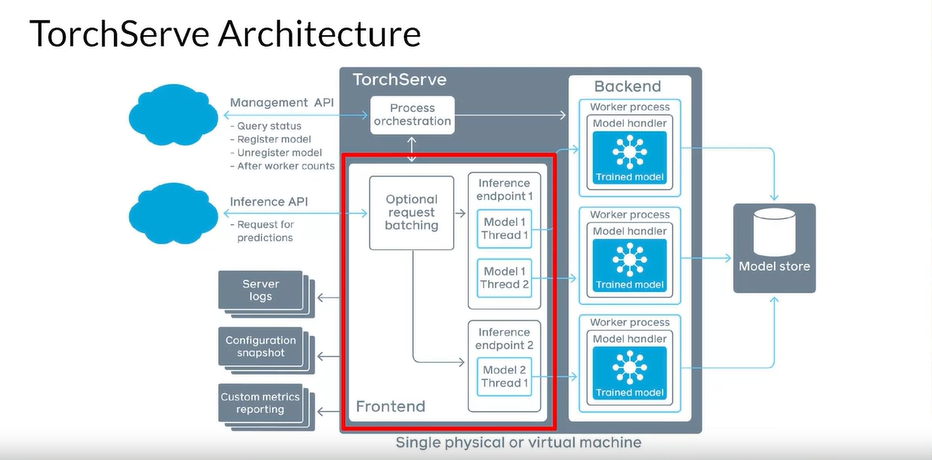 TorchServe Architecture
TorchServe
Backend
Management API
- Query status
- Register model
- Unregister model
- After worker counts
Process
orchestration
Inference API
- Request for
predictions
Optional
request
batching
Inference
endpoint 1
Model 1
Thread 1
Model 1
Thread 2
Inference
endpoint 2
Model 2
Thread 1
Frontend
Worker process
Model handler
Trained model
Worker process
Model handler
Trained model
Worker process
Model handler
Trained model
Model store
Server
logs
Configuration
snapshot
Custom metrics
reporting
Single physical or virtual machine